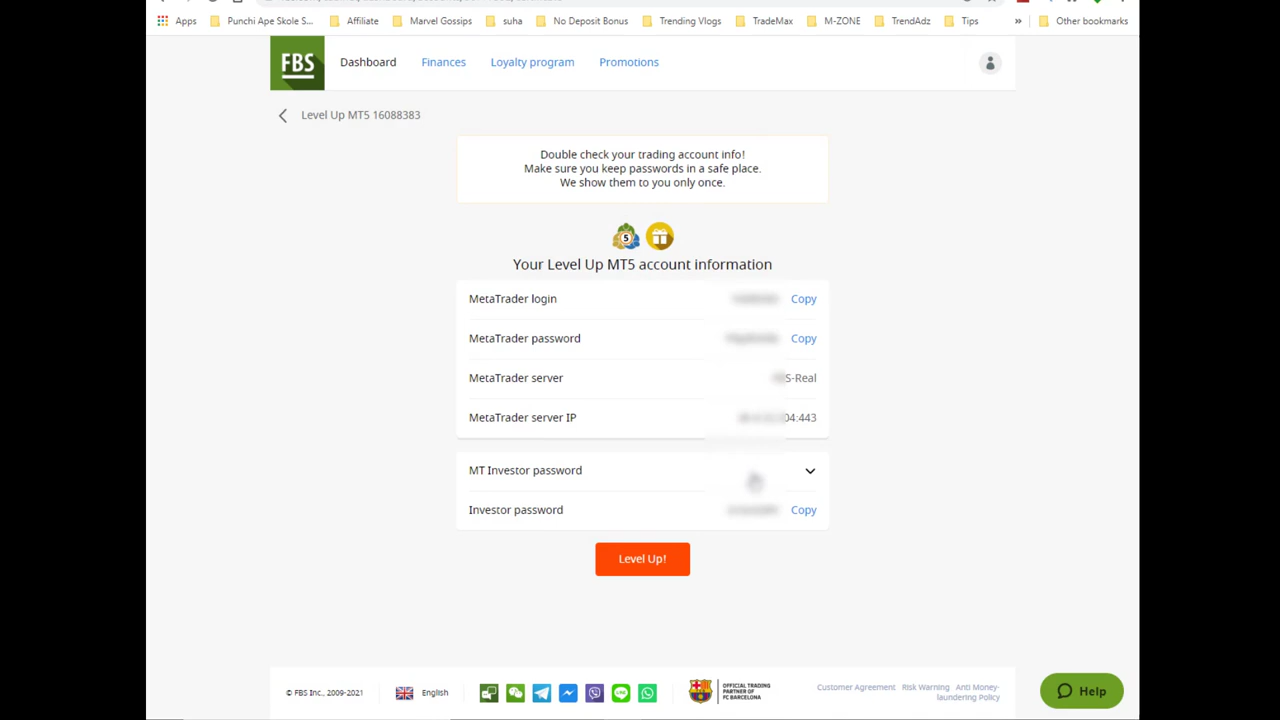 Apps Punchi Ape Skole S... Affiliate Marvel Gossips suha No Deposit Bonus Trending Vlogs TradeMax M-ZONE TrendAdz Tips » Other bookmarks
FBS Dashboard Finances Loyalty program Promotions
Level Up MT5 16088383
Double check your trading account info!
Make sure you keep passwords in a safe place.
We show them to you only once.
5
Your Level Up MT5 account information
MetaTrader login Copy
MetaTrader password Copy
MetaTrader server S-Real
MetaTrader server IP 04:443
MT Investor password
Investor password Copy
Level Up!
© FBS Inc., 2009-2021 English
OFFICIAL TRADING
PARTNER OF
FC BARCELONA
Customer Agreement Risk Warning Anti Money-
laundering Policy
Help